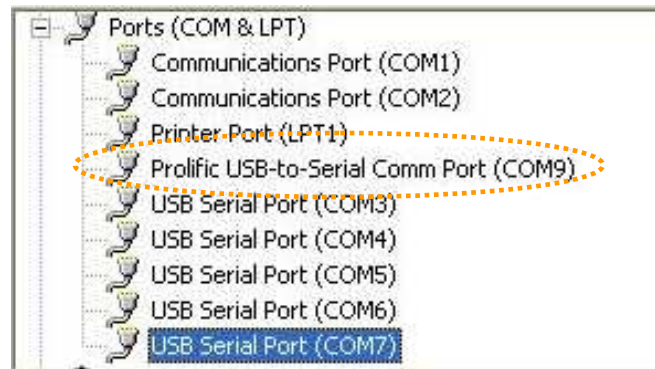 Ports (COM & LPT)
Communications Port (COM1)
Communications Port (COM2)
Printer Port (LPT1)
Prolific USB-to-Serial Comm Port (COM9)
USB Serial Port (COM3)
USB Serial Port (COM4)
USB Serial Port (COM5)
USB Serial Port (COM6)
USB Serial Port (COM7)